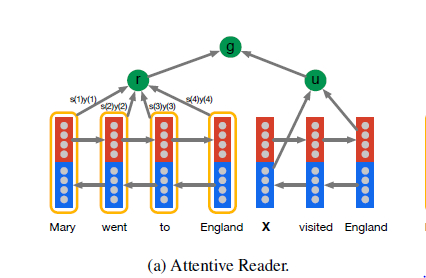 g
r
u
s(1)y(1) s(2)y(2) s(3)y(3) s(4)y(4)
Mary went to England X visited England
(a) Attentive Reader.